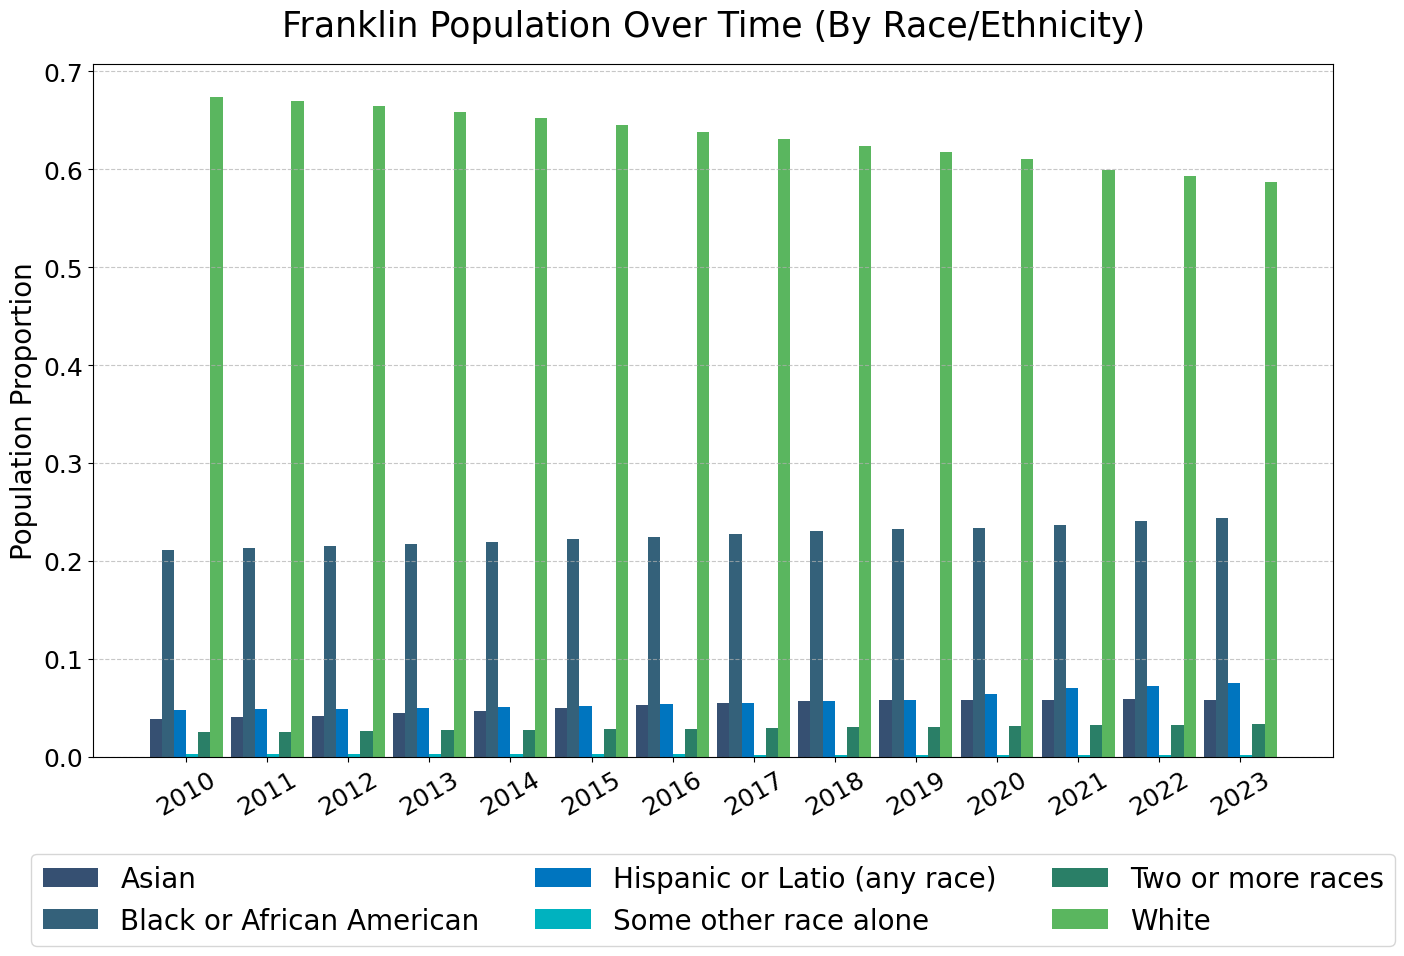 Franklin Population Over Time (By Race/Ethnicity)
Population Proportion
0.7
0.6
0.5
0.4
0.3
0.2
0.1
0.0
2010 2011 2012 2013 2014 2015 2016 2017 2018 2019 2020 2021 2022 2023
Asian Hispanic or Latio (any race) Two or more races
Black or African American Some other race alone White